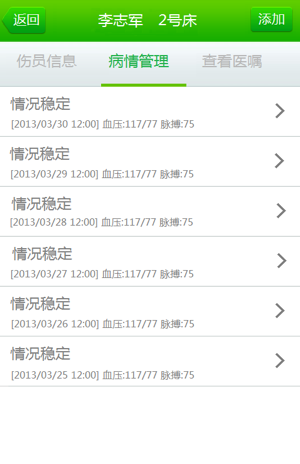 返回 李志军 2号床 添加
伤员信息 病情管理 查看医嘱
情况稳定
[2013/03/30 12:00] 血压:117/77 脉搏:75
情况稳定
[2013/03/29 12:00] 血压:117/77 脉搏:75
情况稳定
[2013/03/28 12:00] 血压:117/77 脉搏:75
情况稳定
[2013/03/27 12:00] 血压:117/77 脉搏:75
情况稳定
[2013/03/26 12:00] 血压:117/77 脉搏:75
情况稳定
[2013/03/25 12:00] 血压:117/77 脉搏:75